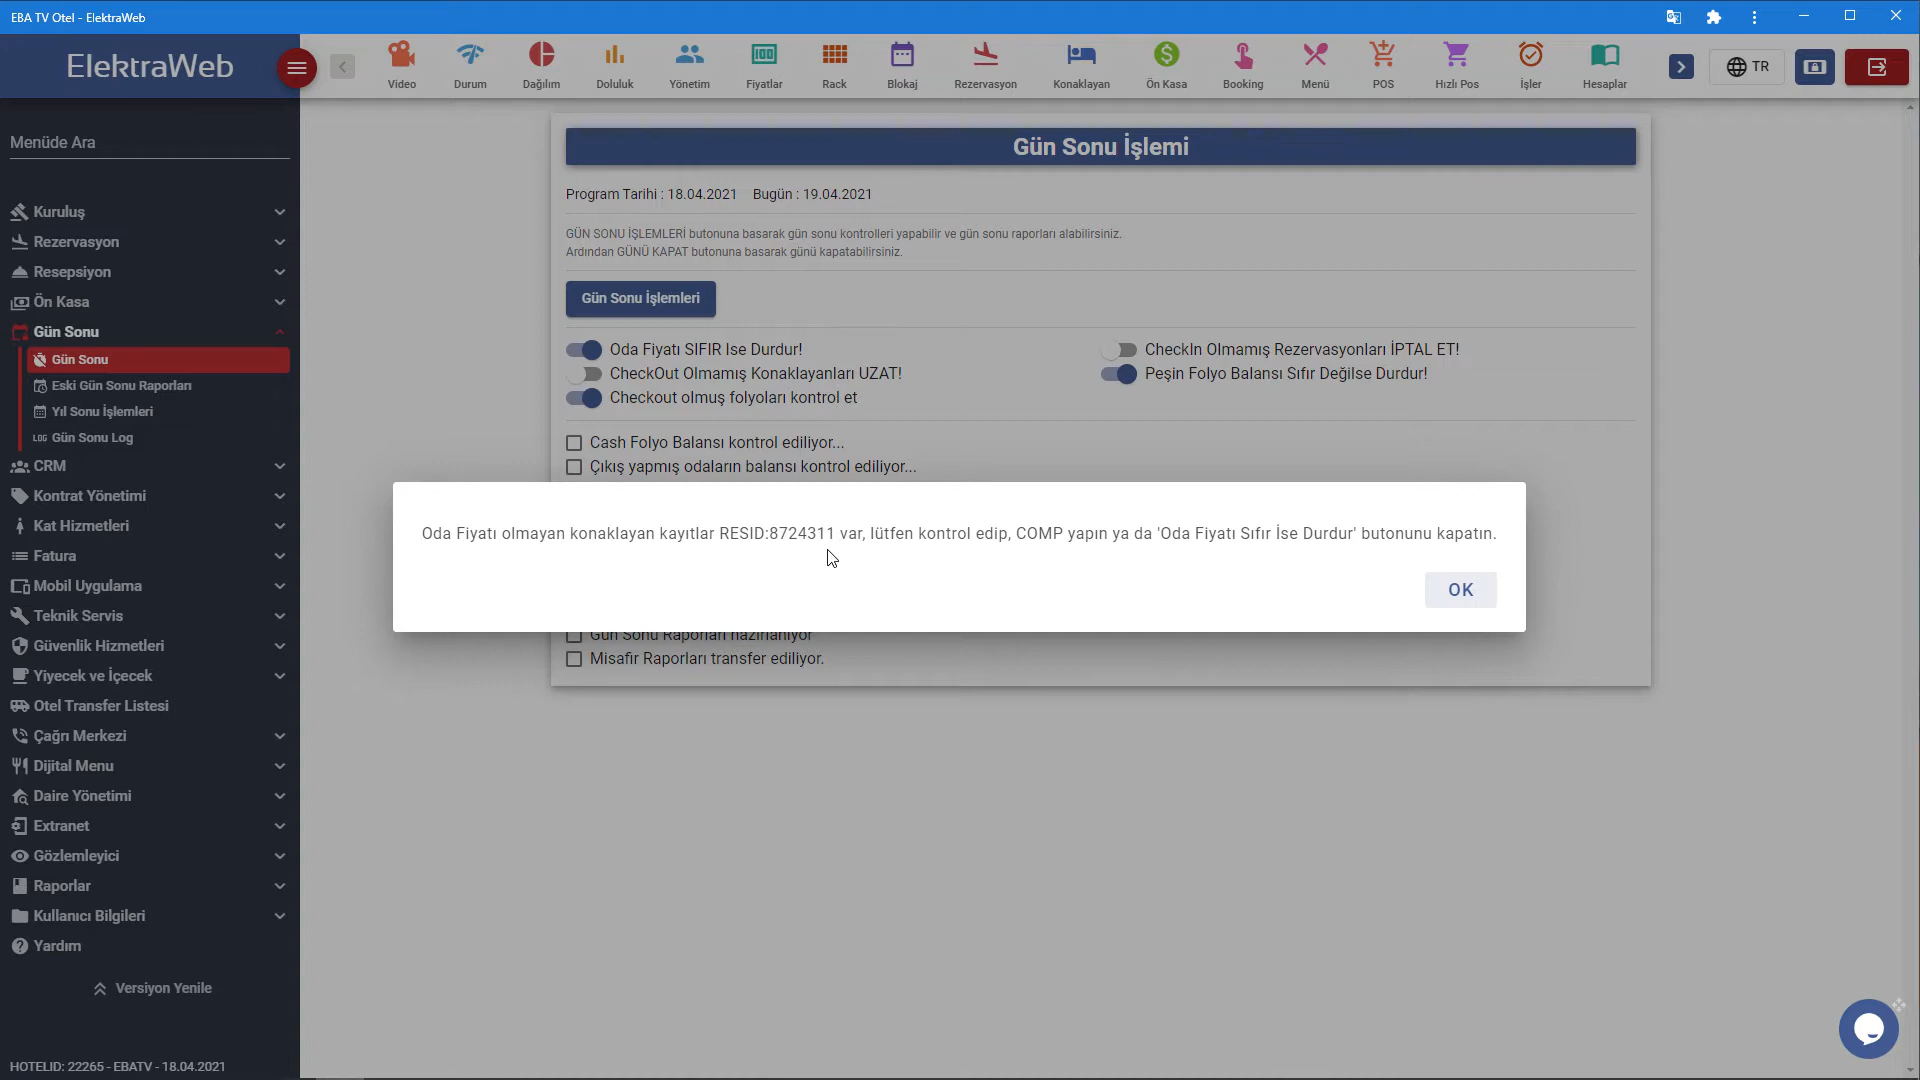 EBA TV Otel - ElektraWeb
ElektraWeb
Video
Durum
Dağılım
Doluluk
Yönetim
Fiyatlar
Rack
Blokaj
Rezervasyon
Konaklayan
Ön Kasa
Booking
Menü
POS
Hızlı Pos
İşler
Hesaplar
TR
Menüde Ara
Kuruluş
Rezervasyon
Resepsiyon
Ön Kasa
Gün Sonu
Gün Sonu
Eski Gün Sonu Raporları
Yıl Sonu İşlemleri
LOG Gün Sonu Log
CRM
Kontrat Yönetimi
Kat Hizmetleri
Fatura
Mobil Uygulama
Teknik Servis
Güvenlik Hizmetleri
Yiyecek ve İçecek
Otel Transfer Listesi
Çağrı Merkezi
Dijital Menu
Daire Yönetimi
Extranet
Gözlemleyici
Raporlar
Kullanıcı Bilgileri
Yardım
Versiyon Yenile
HOTELID: 22265 - EBATV - 18.04.2021
Gün Sonu İşlemi
Program Tarihi : 18.04.2021 Bugün : 19.04.2021
GÜN SONU İŞLEMLERİ butonuna basarak gün sonu kontrolleri yapabilir ve gün sonu raporları alabilirsiniz.
Ardından GÜNÜ KAPAT butonuna basarak günü kapatabilirsiniz.
Gün Sonu İşlemleri
Oda Fiyatı SIFIR Ise Durdur!
CheckIn Olmamış Rezervasyonları İPTAL ET!
CheckOut Olmamış Konaklayanları UZAT!
Peşin Folyo Balansı Sıfır Değilse Durdur!
Checkout olmuş folyoları kontrol et
Cash Folyo Balansı kontrol ediliyor...
Çıkış yapmış odaların balansı kontrol ediliyor...
Oda Fiyatı olmayan konaklayan kayıtlar RESID:8724311 var, lütfen kontrol edip, COMP yapın ya da 'Oda Fiyatı Sıfır İse Durdur' butonunu kapatın.
OK
Gün Sonu Raporları hazırlanıyor
Misafir Raporları transfer ediliyor.